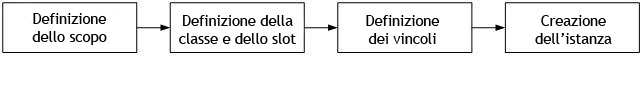 Definizione
dello scopo
Definizione della
classe e dello slot
Definizione
dei vincoli
Creazione
dell'istanza